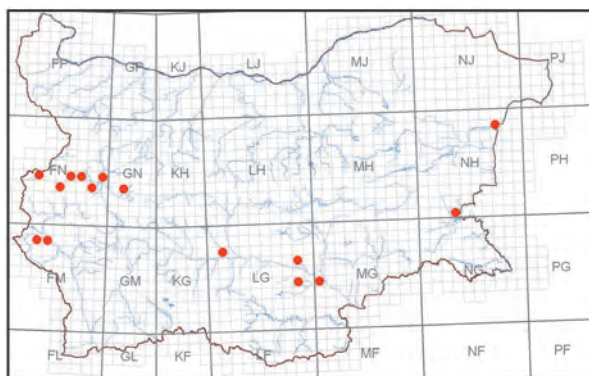 FP GP KJ LJ MJ NJ PJ
FN GN KH LH MH NH PH
FM GM KG LG MG NG PG
FL GL KF LF MF NF PF